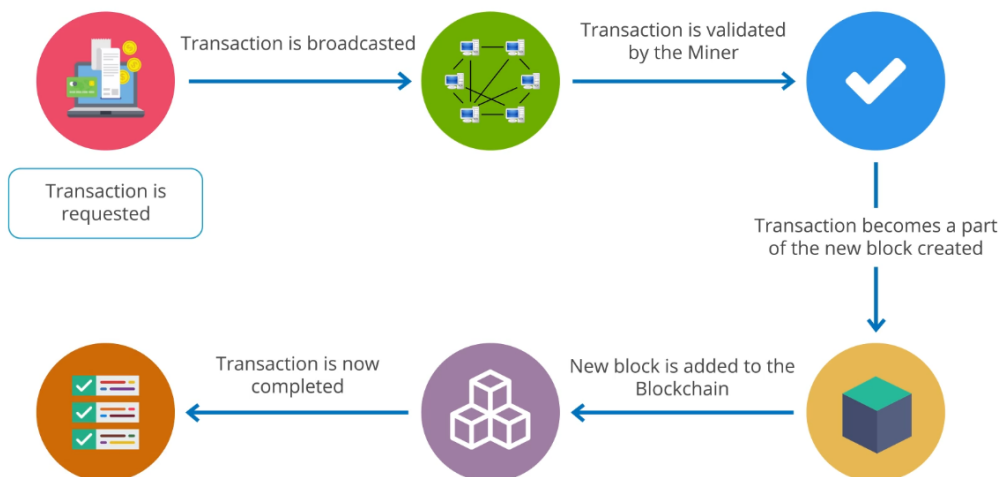 Transaction is broadcasted
Transaction is validated
by the Miner
Transaction is
requested
Transaction becomes a part
of the new block created
New block is added to the
Blockchain
Transaction is now
completed